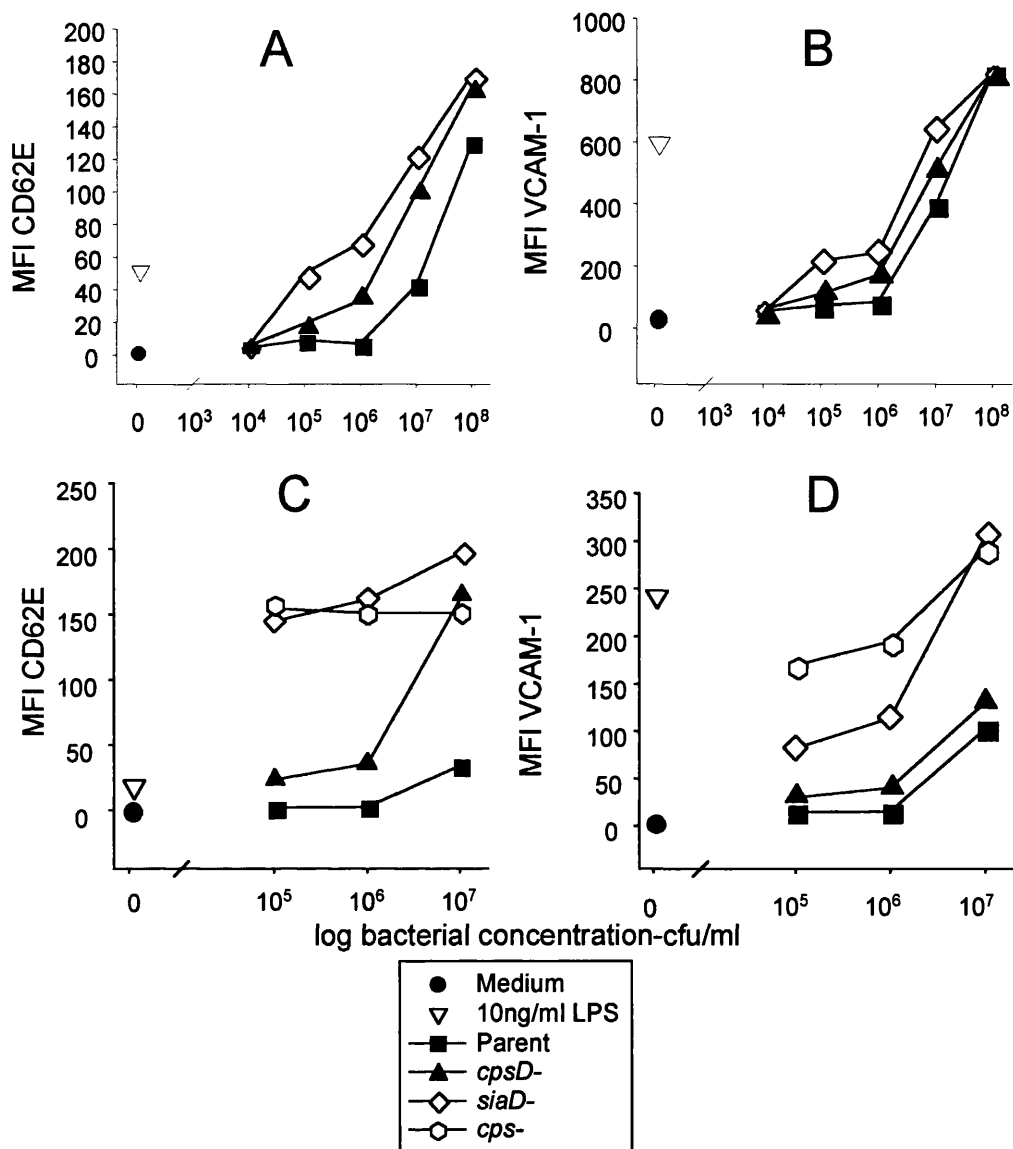 A
MFI CD62E
200
180
160
140
120
100
80
60
40
20
0
0 10³ 10⁴ 10⁵ 10⁶ 10⁷ 10⁸
B
MFI VCAM-1
1000
800
600
400
200
0
0 10³ 10⁴ 10⁵ 10⁶ 10⁷ 10⁸
C
MFI CD62E
250
200
150
100
50
0
0 10⁵ 10⁶ 10⁷
D
MFI VCAM-1
350
300
250
200
150
100
50
0
0 10⁵ 10⁶ 10⁷
log bacterial concentration-cfu/ml
Medium
10ng/ml LPS
Parent
cpsD-
siaD-
cps-